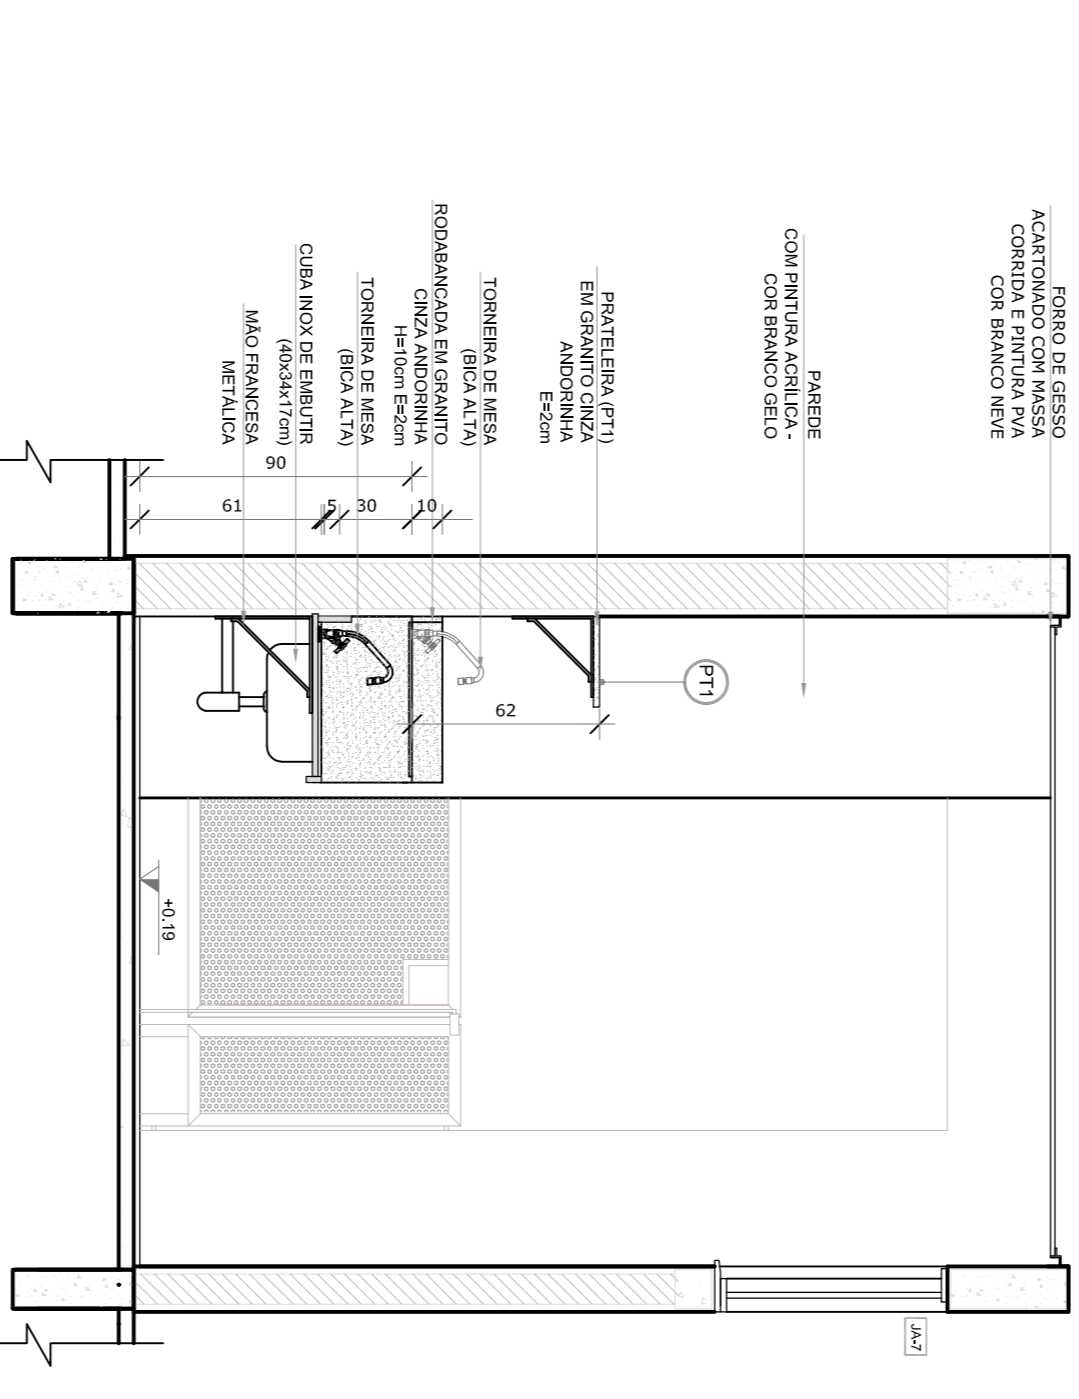 FORRO DE GESSO
ACARTONADO COM MASSA
CORRIDA E PINTURA PVA
COR BRANCO NEVE
PAREDE
COM PINTURA ACRÍLICA -
COR BRANCO GELO
PRATELEIRA (PT1)
EM GRANITO CINZA
ANDORINHA
E=2cm
TORNEIRA DE MESA
(BICA ALTA)
RODABANCADA EM GRANITO
CINZA ANDORINHA
H=10cm E=2cm
TORNEIRA DE MESA
(BICA ALTA)
CUBA INOX DE EMBUTIR
(40x34x17cm)
MÃO FRANCESA
METÁLICA
90
61
5
30
10
PT1
62
+0.19
JA-7